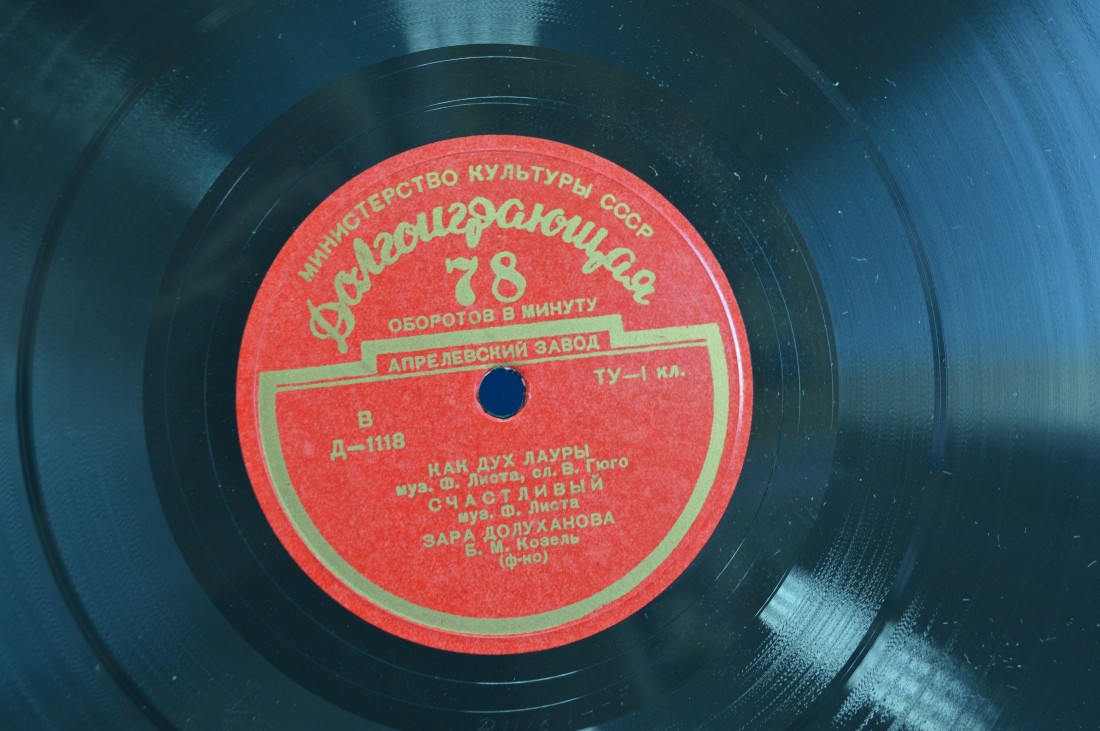 МИНИСТЕРСТВО КУЛЬТУРЫ СССР
Долгоиграющая
78
ОБОРОТОВ В МИНУТУ
АПРЕЛЕВСКИЙ ЗАВОД
ТУ—1 кл.
В
Д—1118
КАК ДУХ ЛАУРЫ
муз. Ф. Листа, сл. В. Гюго
СЧАСТЛИВЫЙ
муз. Ф. Листа
ЗАРА ДОЛУХАНОВА
Б. М. Козель
(ф-но)